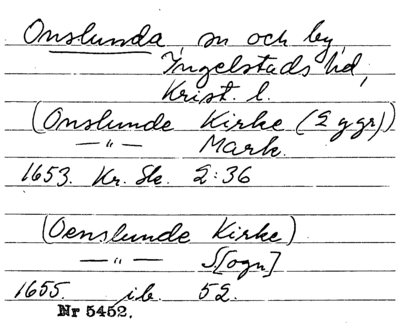 Onslunda, sn och by,
Ingelstads hd,
Krist. l.
(Onslunde Kirke (2 ggr))
—"— Mark.
1653. Kr. Sk. 2:36
(Oenslunde Kirke)
—"— S[ogn]
1655. ib. 52.
Nr 5452.